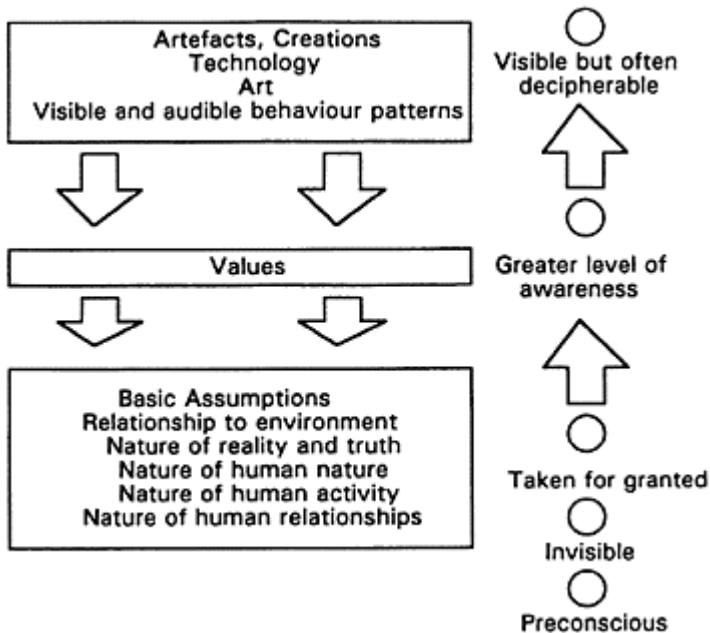 Artefacts, Creations
Technology
Art
Visible and audible behaviour patterns
Visible but often
decipherable
Values
Greater level of
awareness
Basic Assumptions
Relationship to environment
Nature of reality and truth
Nature of human nature
Nature of human activity
Nature of human relationships
Taken for granted
Invisible
Preconscious